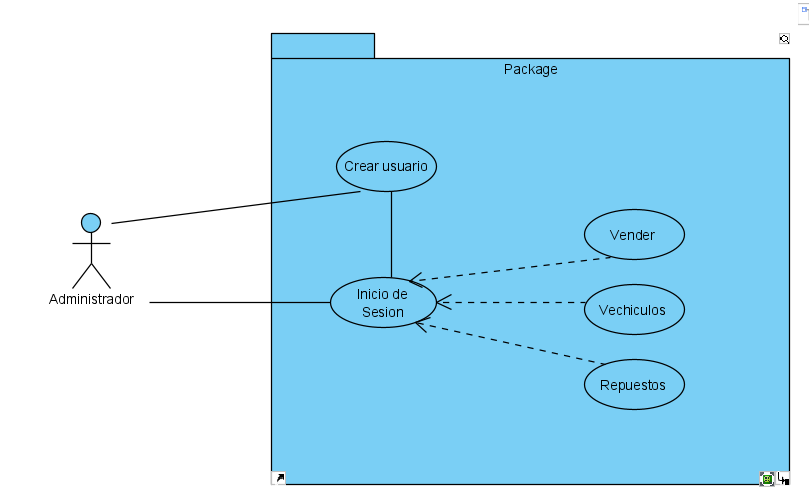 Package
Crear usuario
Vender
Administrador
Inicio de
Sesion
Vechiculos
Repuestos